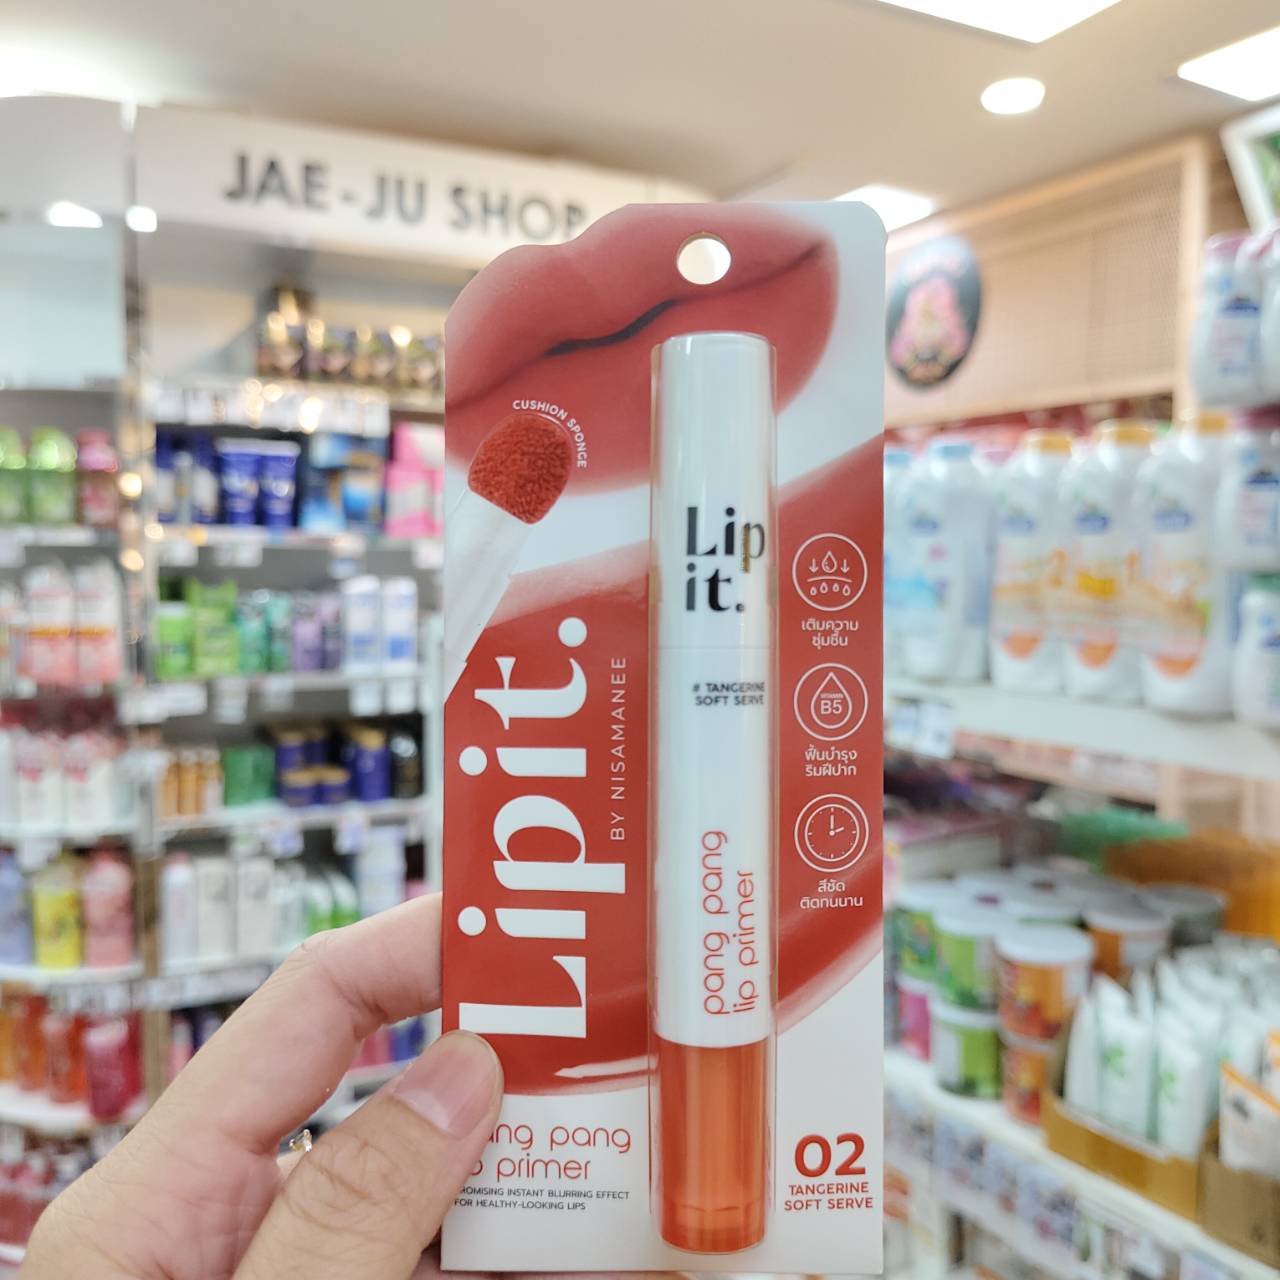 JAE-JU SHOP
CUSHION SPONGE
Lip
it.
# TANGERINE
SOFT SERVE
pang pang
lip primer
Lipit.
BY NISAMANEE
เติมความ
ชุ่มชื้น
VITAMIN
B5
ฟื้นบำรุง
ริมฝีปาก
สีชัด
ติดทนนาน
pang
primer
INSTANT BLURRING EFFECT
FOR HEALTHY-LOOKING LIPS
02
TANGERINE
SOFT SERVE